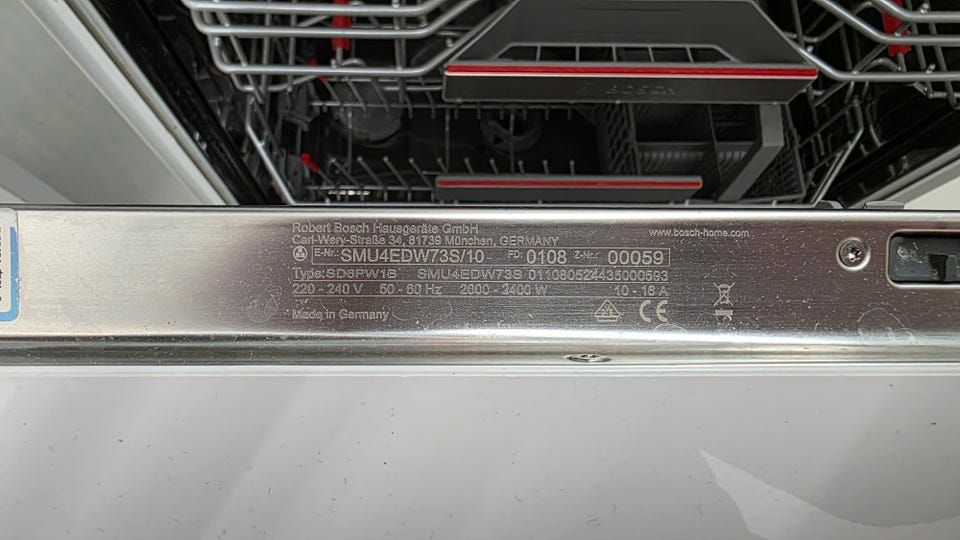 BOSCH
Robert Bosch Hausgeräte GmbH
Carl-Wery-Straße 34, 81739 München, GERMANY
www.bosch-home.com
E-Nr.: SMU4EDW73S/10 FD: 0108 Z-Nr.: 00059
Type: SD6PW1B SMU4EDW73S 011080524435000593
220 - 240 V 50 - 60 Hz 2000 - 2400 W 10 - 16 A
Made in Germany
CE